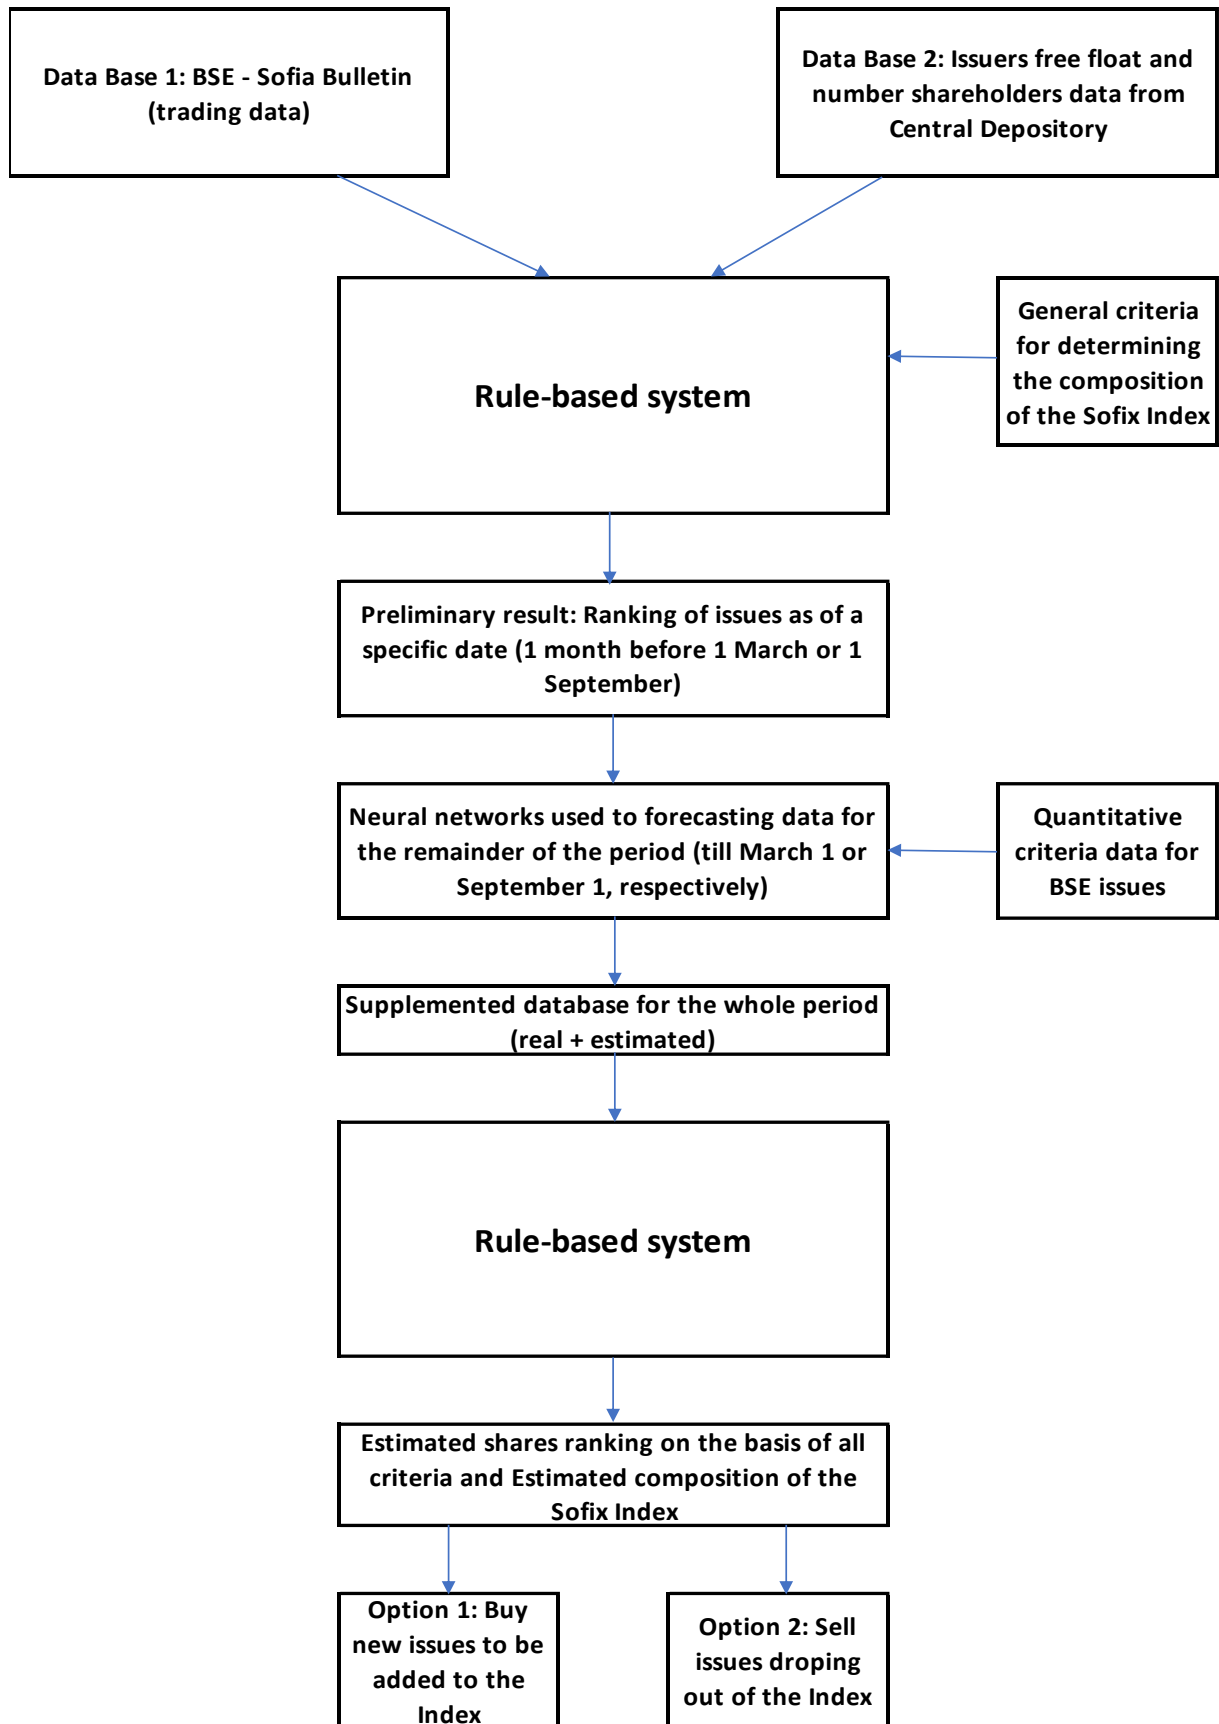 Data Base 1: BSE - Sofia Bulletin
(trading data)
Data Base 2: Issuers free float and
number shareholders data from
Central Depository
Rule-based system
General criteria
for determining
the composition
of the Sofix Index
Preliminary result: Ranking of issues as of a
specific date (1 month before 1 March or 1
September)
Neural networks used to forecasting data for
the remainder of the period (till March 1 or
September 1, respectively)
Quantitative
criteria data for
BSE issues
Supplemented database for the whole period
(real + estimated)
Rule-based system
Estimated shares ranking on the basis of all
criteria and Estimated composition of the
Sofix Index
Option 1: Buy
new issues to be
added to the
Index
Option 2: Sell
issues droping
out of the Index